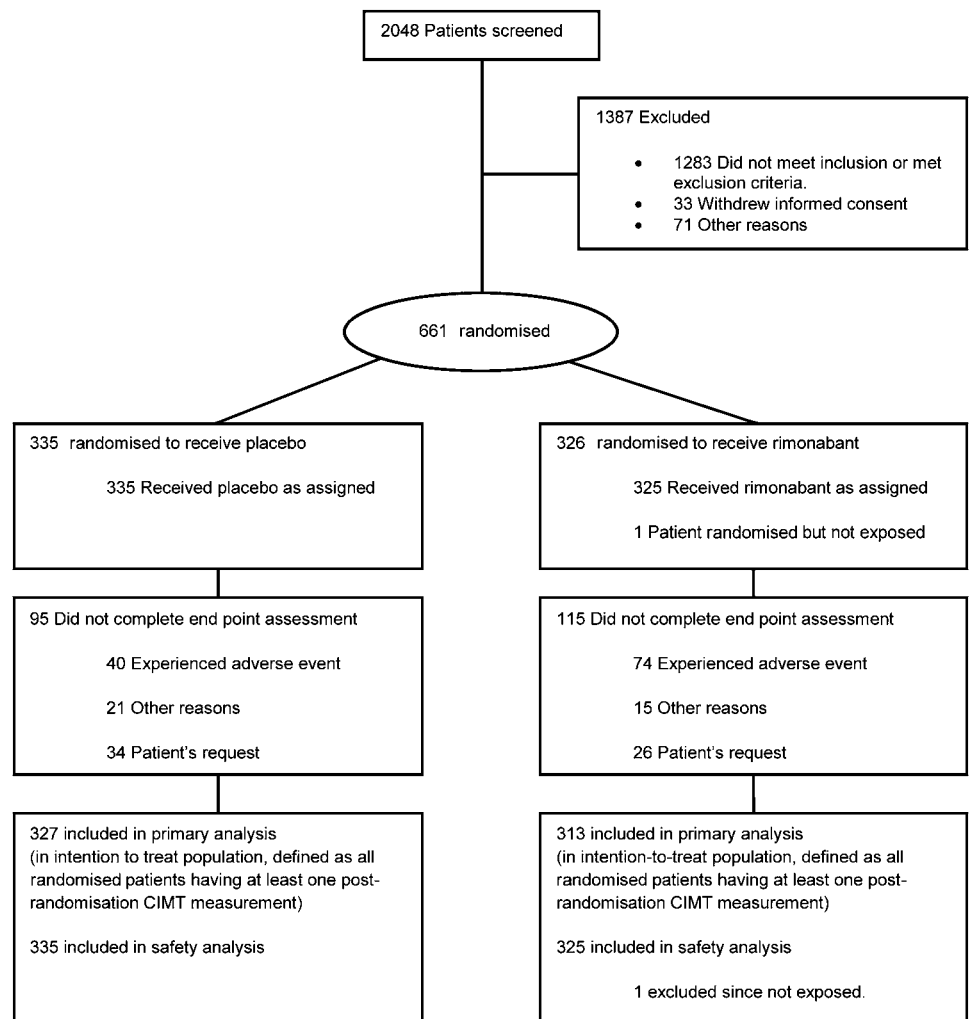 2048 Patients screened
1387 Excluded
• 1283 Did not meet inclusion or met
exclusion criteria.
• 33 Withdrew informed consent
• 71 Other reasons
661 randomised
335 randomised to receive placebo
335 Received placebo as assigned
326 randomised to receive rimonabant
325 Received rimonabant as assigned
1 Patient randomised but not exposed
95 Did not complete end point assessment
40 Experienced adverse event
21 Other reasons
34 Patient's request
115 Did not complete end point assessment
74 Experienced adverse event
15 Other reasons
26 Patient's request
327 included in primary analysis
(in intention to treat population, defined as all
randomised patients having at least one post-
randomisation CIMT measurement)
335 included in safety analysis
313 included in primary analysis
(in intention-to-treat population, defined as all
randomised patients having at least one post-
randomisation CIMT measurement)
325 included in safety analysis
1 excluded since not exposed.